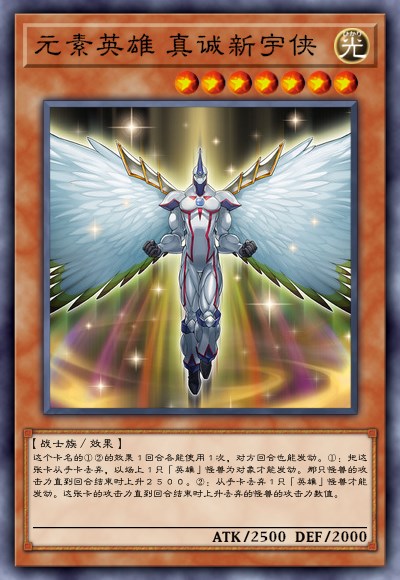 元素英雄 真诚新宇侠
ひかり
光
【战士族／效果】
这个卡名的①②的效果1回合各能使用1次，对方回合也能发动。①：把这
张卡从手卡丢弃，以场上1只「英雄」怪兽为对象才能发动。那只怪兽的攻
击力直到回合结束时上升2500。②：从手卡丢弃1只「英雄」怪兽才能
发动。这张卡的攻击力直到回合结束时上升丢弃的怪兽的攻击力数值。
ATK/2500 DEF/2000